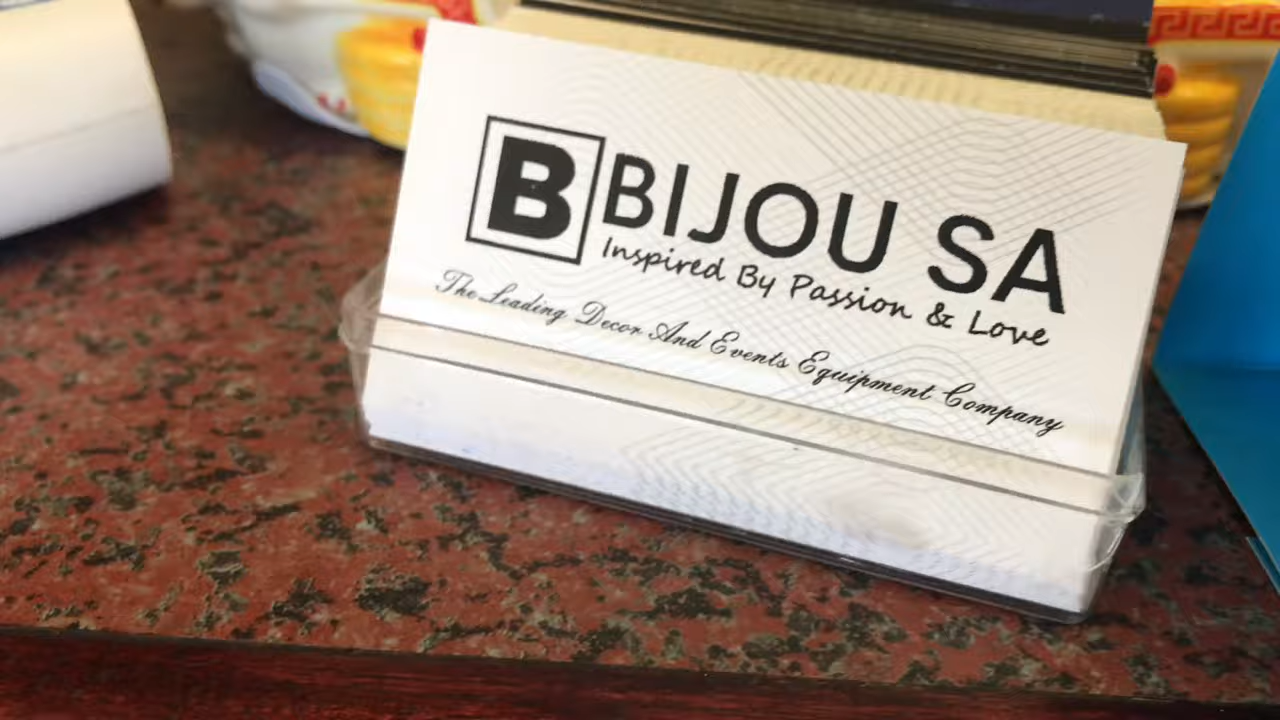 B BIJOU SA
Inspired By Passion & Love
The Leading Decor And Events Equipment Company